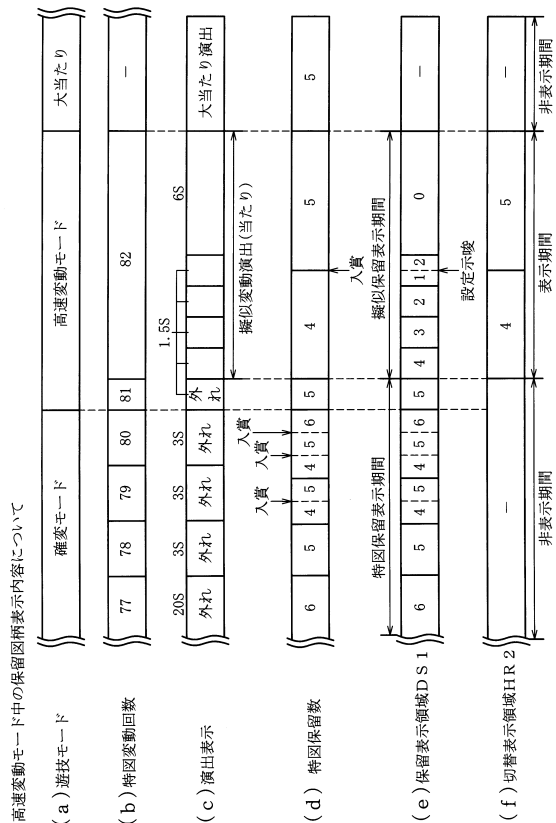 高速変動モード中の保留図柄表示内容について
(a)遊技モード
確変モード
高速変動モード
大当たり
(b)特図変動回数
77 78 79 80 81 82 －
(c)演出表示
20S 3S 3S 3S 1.5S 6S
外れ 外れ 外れ 外れ 外れ 大当たり演出
擬似変動演出(当たり)
(d)特図保留数
入賞 入賞 入賞
6 5 4 5 4 5 6 5 4 5 5
入賞
特図保留表示期間 擬似保留表示期間
(e)保留表示領域DS1
6 5 4 5 4 5 6 5 4 3 2 1 2 0 －
設定示唆
(f)切替表示領域HR2
－ 4 5 －
非表示期間 表示期間 非表示期間